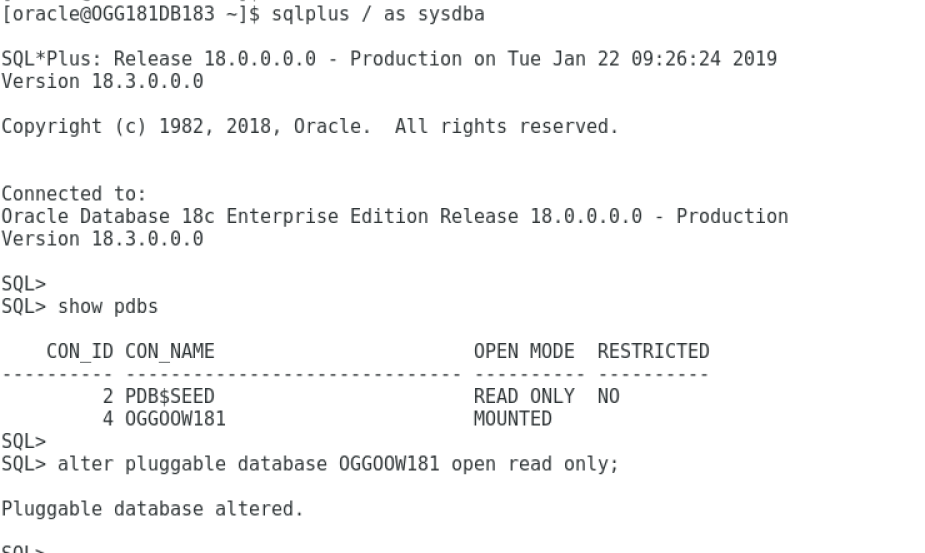 [oracle@OGG181DB183 ~]$ sqlplus / as sysdba
SQL*Plus: Release 18.0.0.0.0 - Production on Tue Jan 22 09:26:24 2019
Version 18.3.0.0.0
Copyright (c) 1982, 2018, Oracle.  All rights reserved.
Connected to:
Oracle Database 18c Enterprise Edition Release 18.0.0.0.0 - Production
Version 18.3.0.0.0
SQL>
SQL> show pdbs
    CON_ID CON_NAME                       OPEN MODE  RESTRICTED
---------- ------------------------------ ---------- ----------
         2 PDB$SEED                       READ ONLY  NO
         4 OGGOOW181                      MOUNTED
SQL>
SQL> alter pluggable database OGGOOW181 open read only;
Pluggable database altered.
SQL>